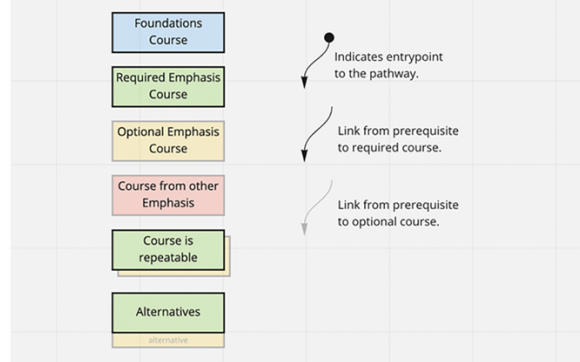 Foundations
Course
Required Emphasis
Course
Optional Emphasis
Course
Course from other
Emphasis
Course is
repeatable
Alternatives
alternative
Indicates entrypoint
to the pathway.
Link from prerequisite
to required course.
Link from prerequisite
to optional course.